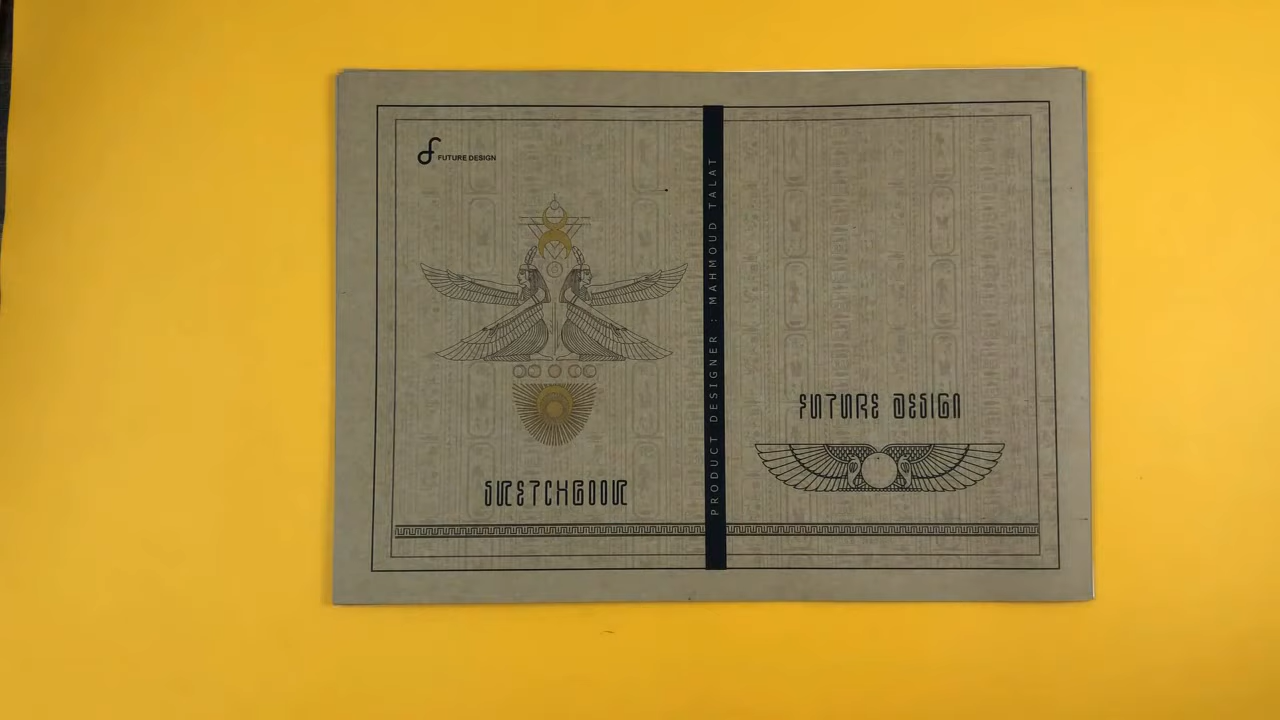 FUTURE DESIGN
SKETCHBOOK
PRODUCT DESIGNER : MAHMOUD TALAT
FUTURE DESIGN